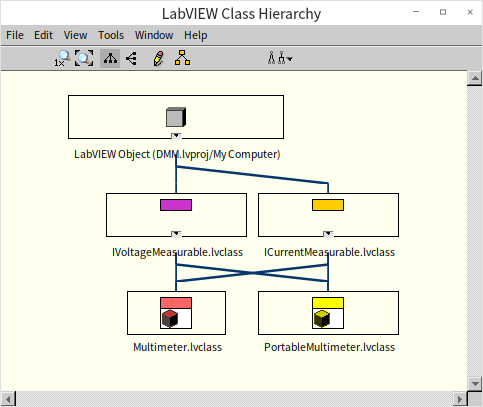 LabVIEW Class Hierarchy
File Edit View Tools Window Help
1x
LabVIEW Object (DMM.lvproj/My Computer)
IVoltageMeasurable.lvclass ICurrentMeasurable.lvclass
Multimeter.lvclass PortableMultimeter.lvclass